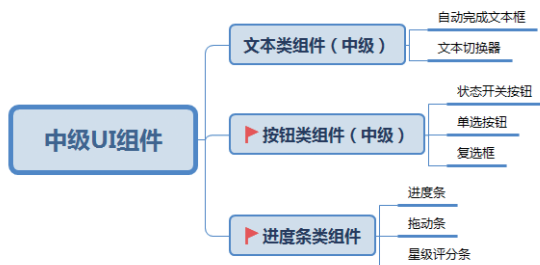 中级UI组件
文本类组件（中级）
自动完成文本框
文本切换器
按钮类组件（中级）
状态开关按钮
单选按钮
复选框
进度条类组件
进度条
拖动条
星级评分条